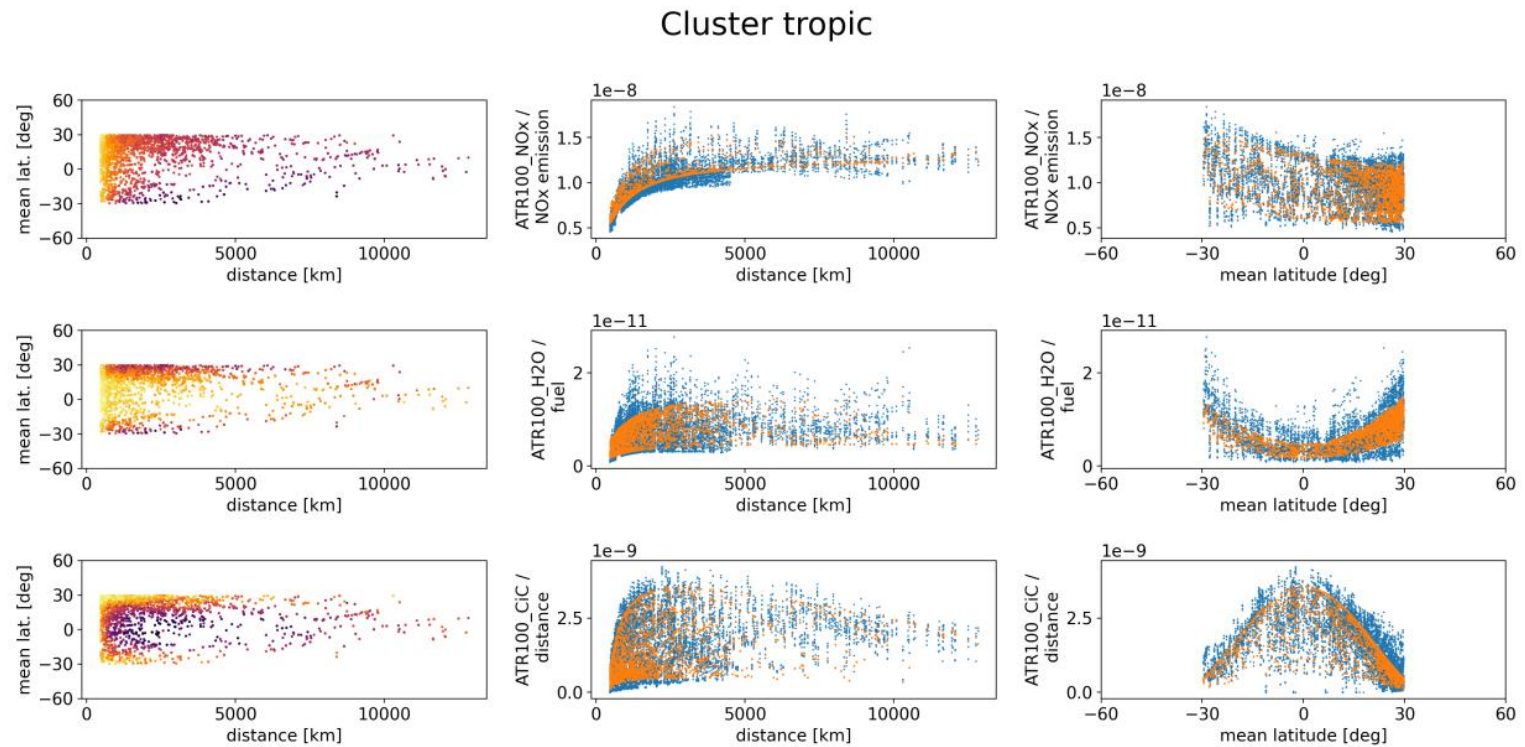 Cluster tropic
60
30
0
−30
−60
mean lat. [deg]
0
5000
10000
distance [km]
1e−8
1.5
1.0
0.5
ATR100_NOx /
NOx emission
0
5000
10000
distance [km]
1e−8
1.5
1.0
0.5
ATR100_NOx /
NOx emission
−60
−30
0
30
60
mean latitude [deg]
60
30
0
−30
−60
mean lat. [deg]
0
5000
10000
distance [km]
1e−11
2
0
ATR100_H2O /
fuel
0
5000
10000
distance [km]
1e−11
2
0
ATR100_H2O /
fuel
−60
−30
0
30
60
mean latitude [deg]
60
30
0
−30
−60
mean lat. [deg]
0
5000
10000
distance [km]
1e−9
2.5
0.0
ATR100_CiC /
distance
0
5000
10000
distance [km]
1e−9
2.5
0.0
ATR100_CiC /
distance
−60
−30
0
30
60
mean latitude [deg]